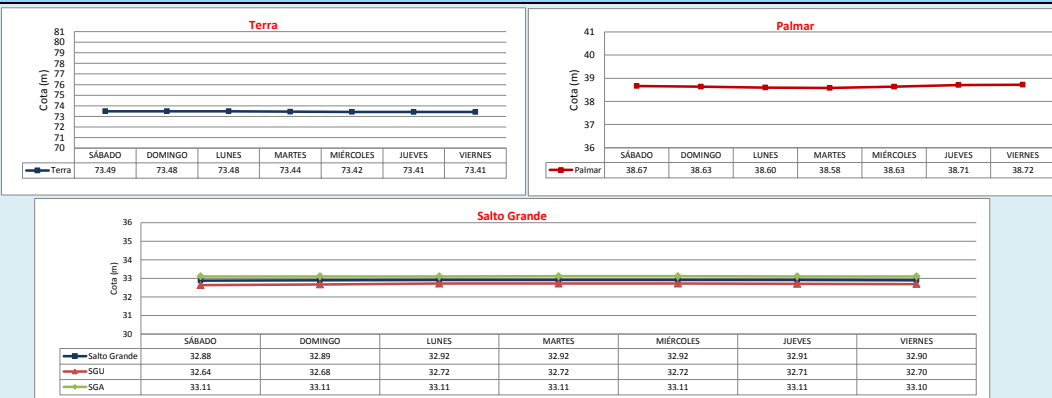 Terra
81
80
79
78
77
76
75
74
73
72
71
70
Cota (m)
SÁBADO DOMINGO LUNES MARTES MIÉRCOLES JUEVES VIERNES
Terra 73.49 73.48 73.48 73.44 73.42 73.41 73.41
Palmar
41
40
39
38
37
36
Cota (m)
SÁBADO DOMINGO LUNES MARTES MIÉRCOLES JUEVES VIERNES
Palmar 38.67 38.63 38.60 38.58 38.63 38.71 38.72
Salto Grande
36
35
34
33
32
31
30
Cota (m)
SÁBADO DOMINGO LUNES MARTES MIÉRCOLES JUEVES VIERNES
Salto Grande 32.88 32.89 32.92 32.92 32.92 32.91 32.90
SGU 32.64 32.68 32.72 32.72 32.72 32.71 32.70
SGA 33.11 33.11 33.11 33.11 33.11 33.11 33.10